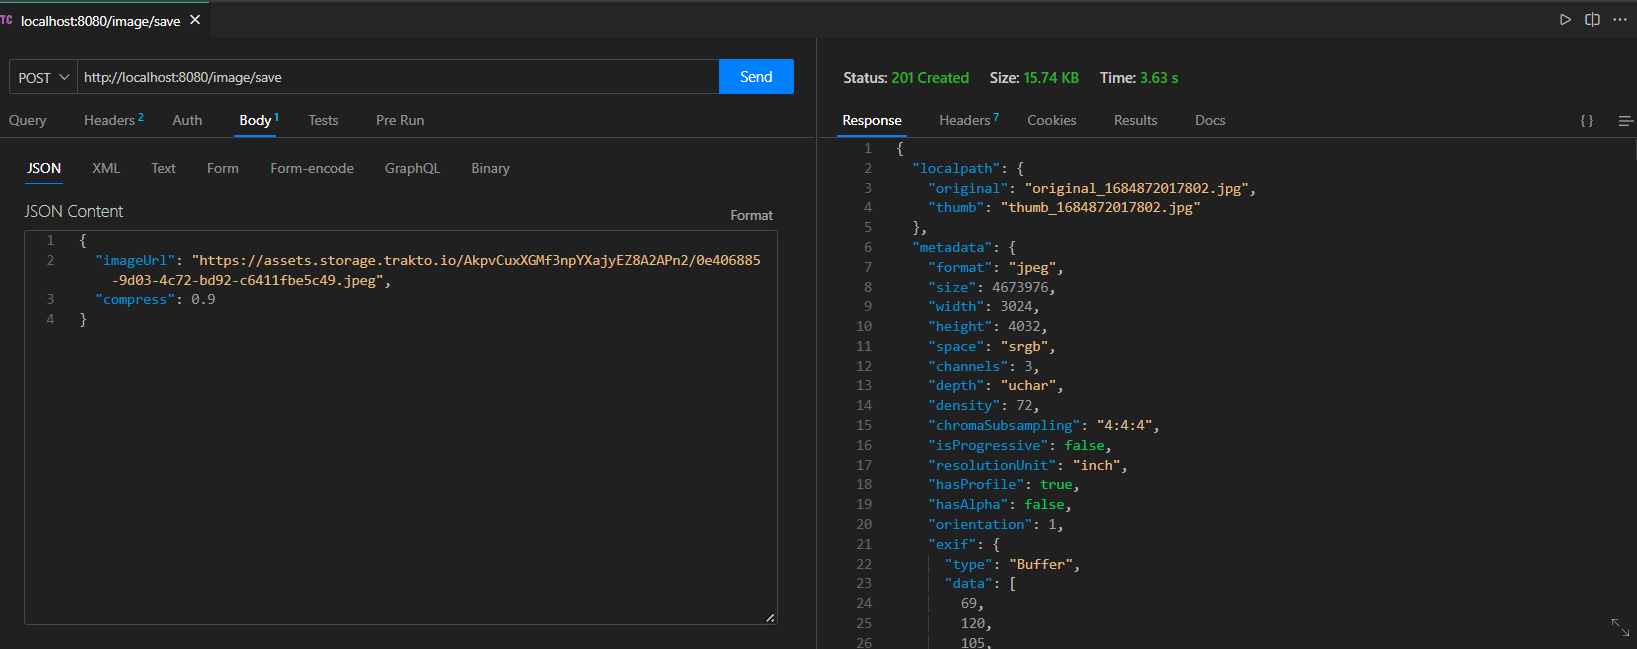 TC localhost:8080/image/save
POST http://localhost:8080/image/save Send
Query Headers 2 Auth Body 1 Tests Pre Run
JSON XML Text Form Form-encode GraphQL Binary
JSON Content
Format
1 {
2 "imageUrl": "https://assets.storage.trakto.io/AkpvCuxXGMf3npYXajyEZ8A2APn2/0e406885
-9d03-4c72-bd92-c6411fbe5c49.jpeg",
3 "compress": 0.9
4 }
Status: 201 Created Size: 15.74 KB Time: 3.63 s
Response Headers 7 Cookies Results Docs { }
1 {
2 "localpath": {
3 "original": "original_1684872017802.jpg",
4 "thumb": "thumb_1684872017802.jpg"
5 },
6 "metadata": {
7 "format": "jpeg",
8 "size": 4673976,
9 "width": 3024,
10 "height": 4032,
11 "space": "srgb",
12 "channels": 3,
13 "depth": "uchar",
14 "density": 72,
15 "chromaSubsampling": "4:4:4",
16 "isProgressive": false,
17 "resolutionUnit": "inch",
18 "hasProfile": true,
19 "hasAlpha": false,
20 "orientation": 1,
21 "exif": {
22 "type": "Buffer",
23 "data": [
24 69,
25 120,
26 105,